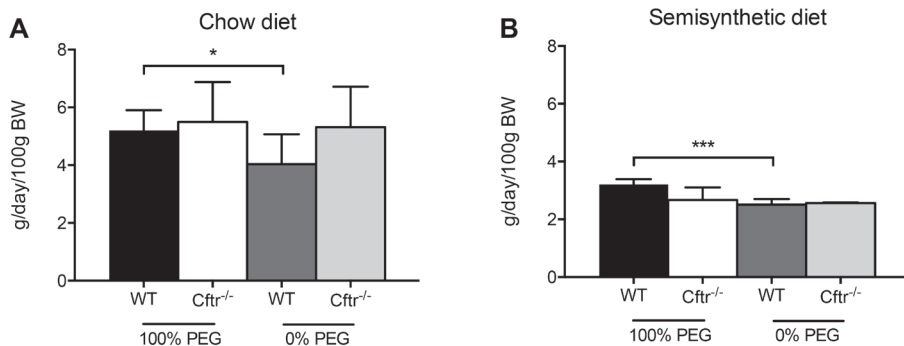 A
Chow diet
g/day/100g BW
8
6
4
2
0
*
WT
Cftr-/-
WT
Cftr-/-
100% PEG
0% PEG
B
Semisynthetic diet
g/day/100g BW
8
6
4
2
0
***
WT
Cftr-/-
WT
Cftr-/-
100% PEG
0% PEG